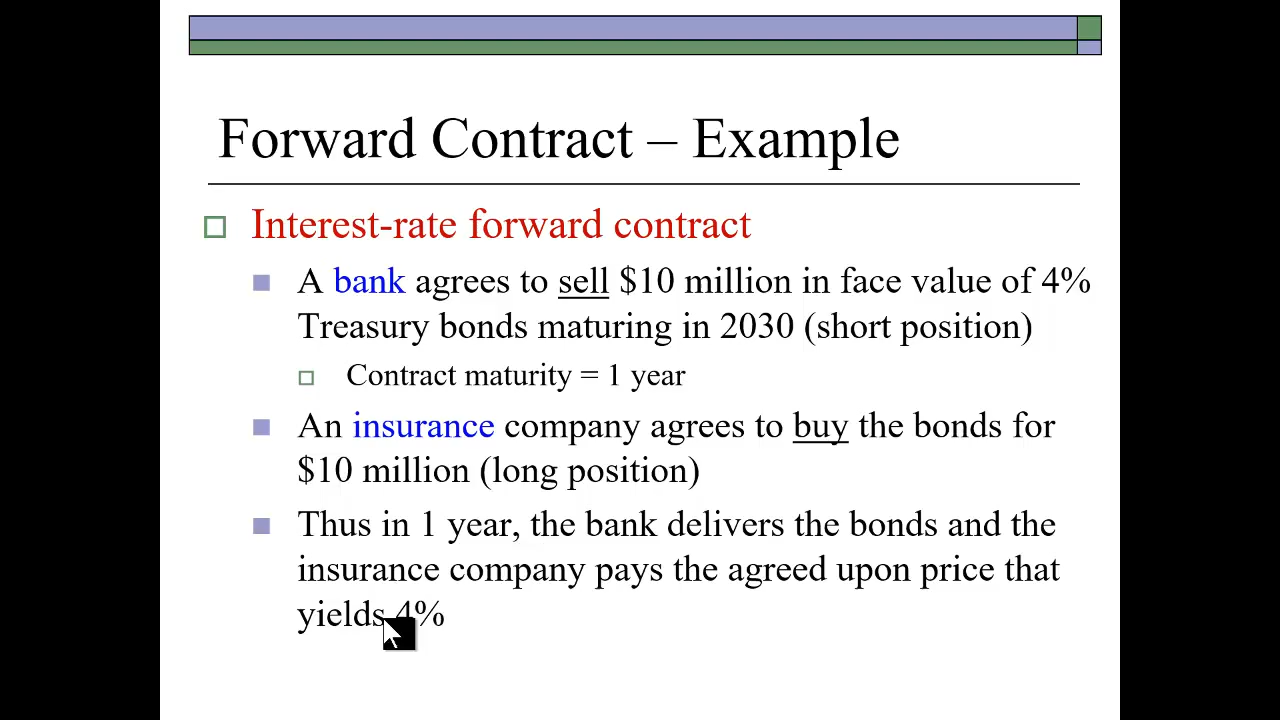 Forward Contract – Example
Interest-rate forward contract
A bank agrees to sell $10 million in face value of 4%
Treasury bonds maturing in 2030 (short position)
Contract maturity = 1 year
An insurance company agrees to buy the bonds for
$10 million (long position)
Thus in 1 year, the bank delivers the bonds and the
insurance company pays the agreed upon price that
yields 4%